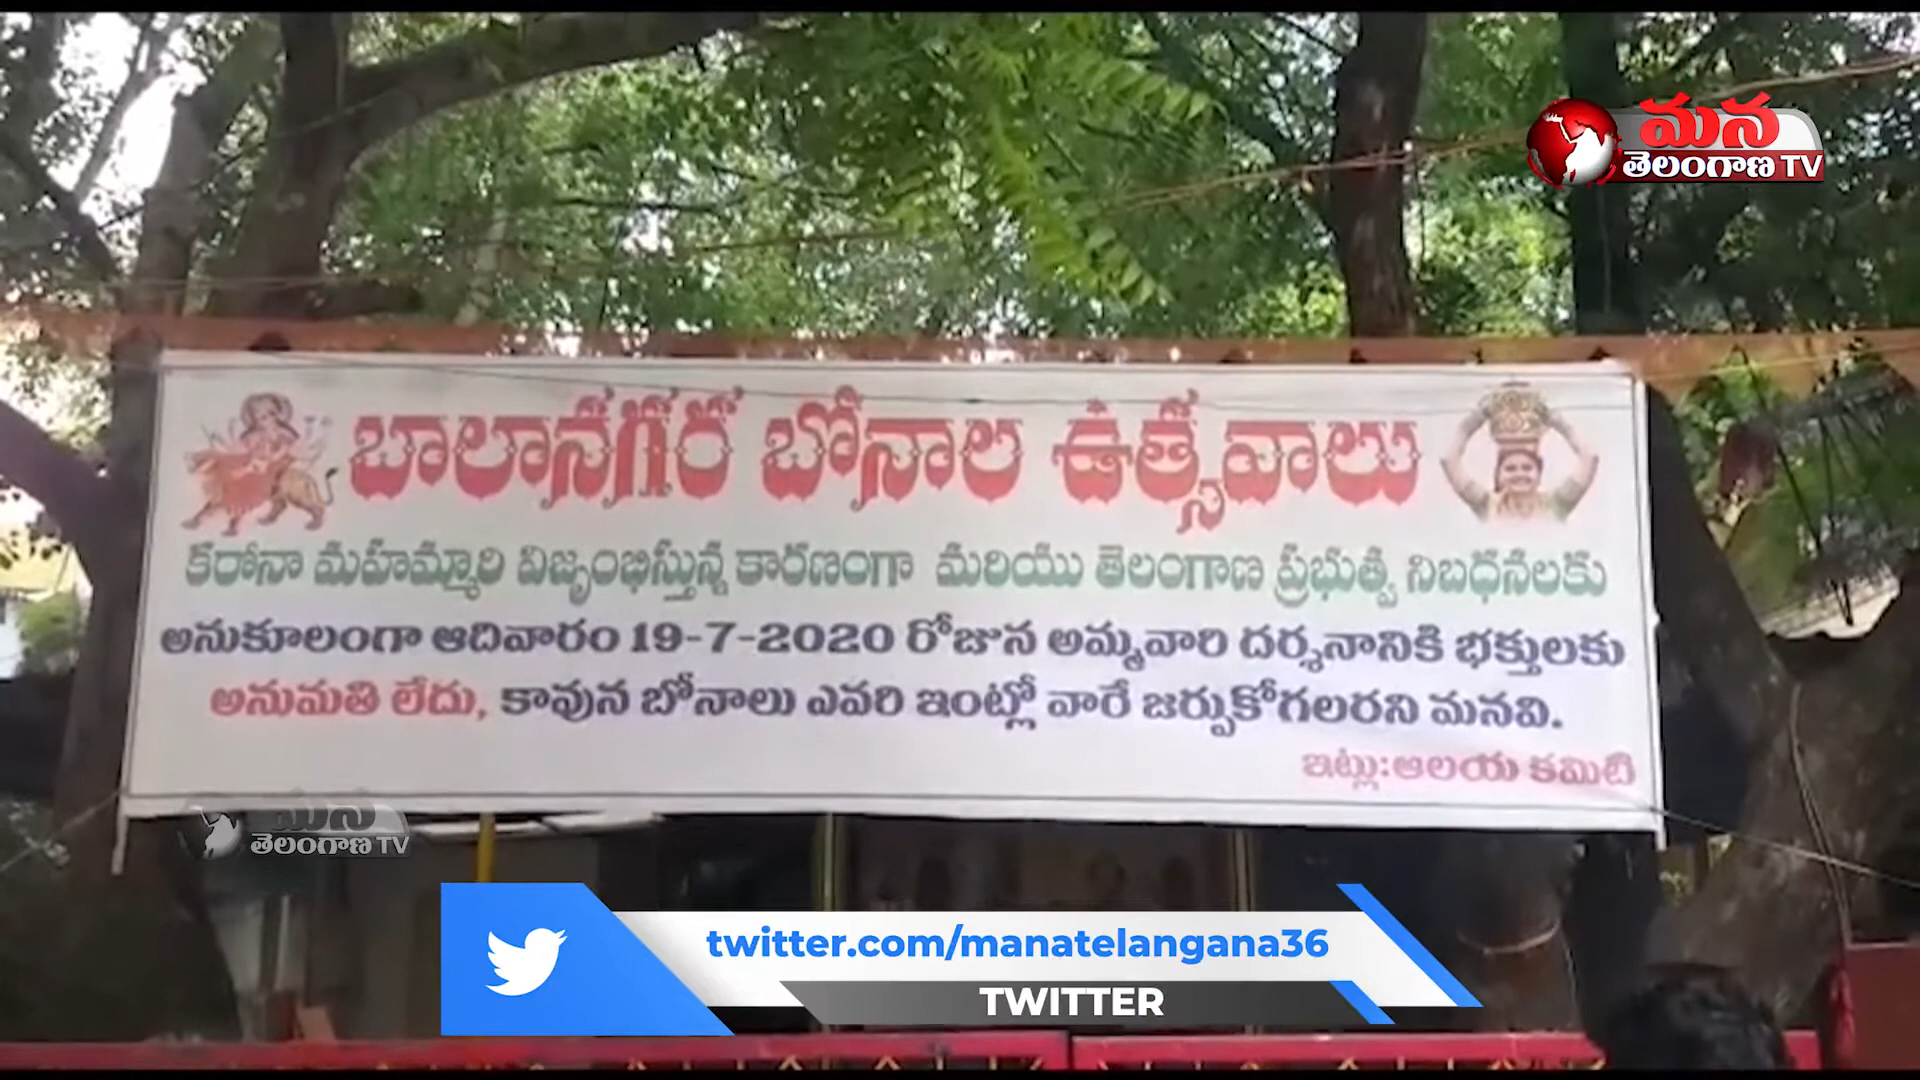 మన
తెలంగాణ TV
బాలానగర బోనాల ఉత్సవాలు
కరోనా మహమ్మారి విజృంభిస్తున్న కారణంగా మరియు తెలంగాణ ప్రభుత్వ నిబధనలకు
అనుకూలంగా ఆదివారం 19-7-2020 రోజున అమ్మవారి దర్శనానికి భక్తులకు
అనుమతి లేదు, కావున బోనాలు ఎవరి ఇంట్లో వారే జర్పుకోగలరని మనవి.
ఇట్లు:ఆలయ కమిటి
మన
తెలంగాణ TV
twitter.com/manatelangana36
TWITTER